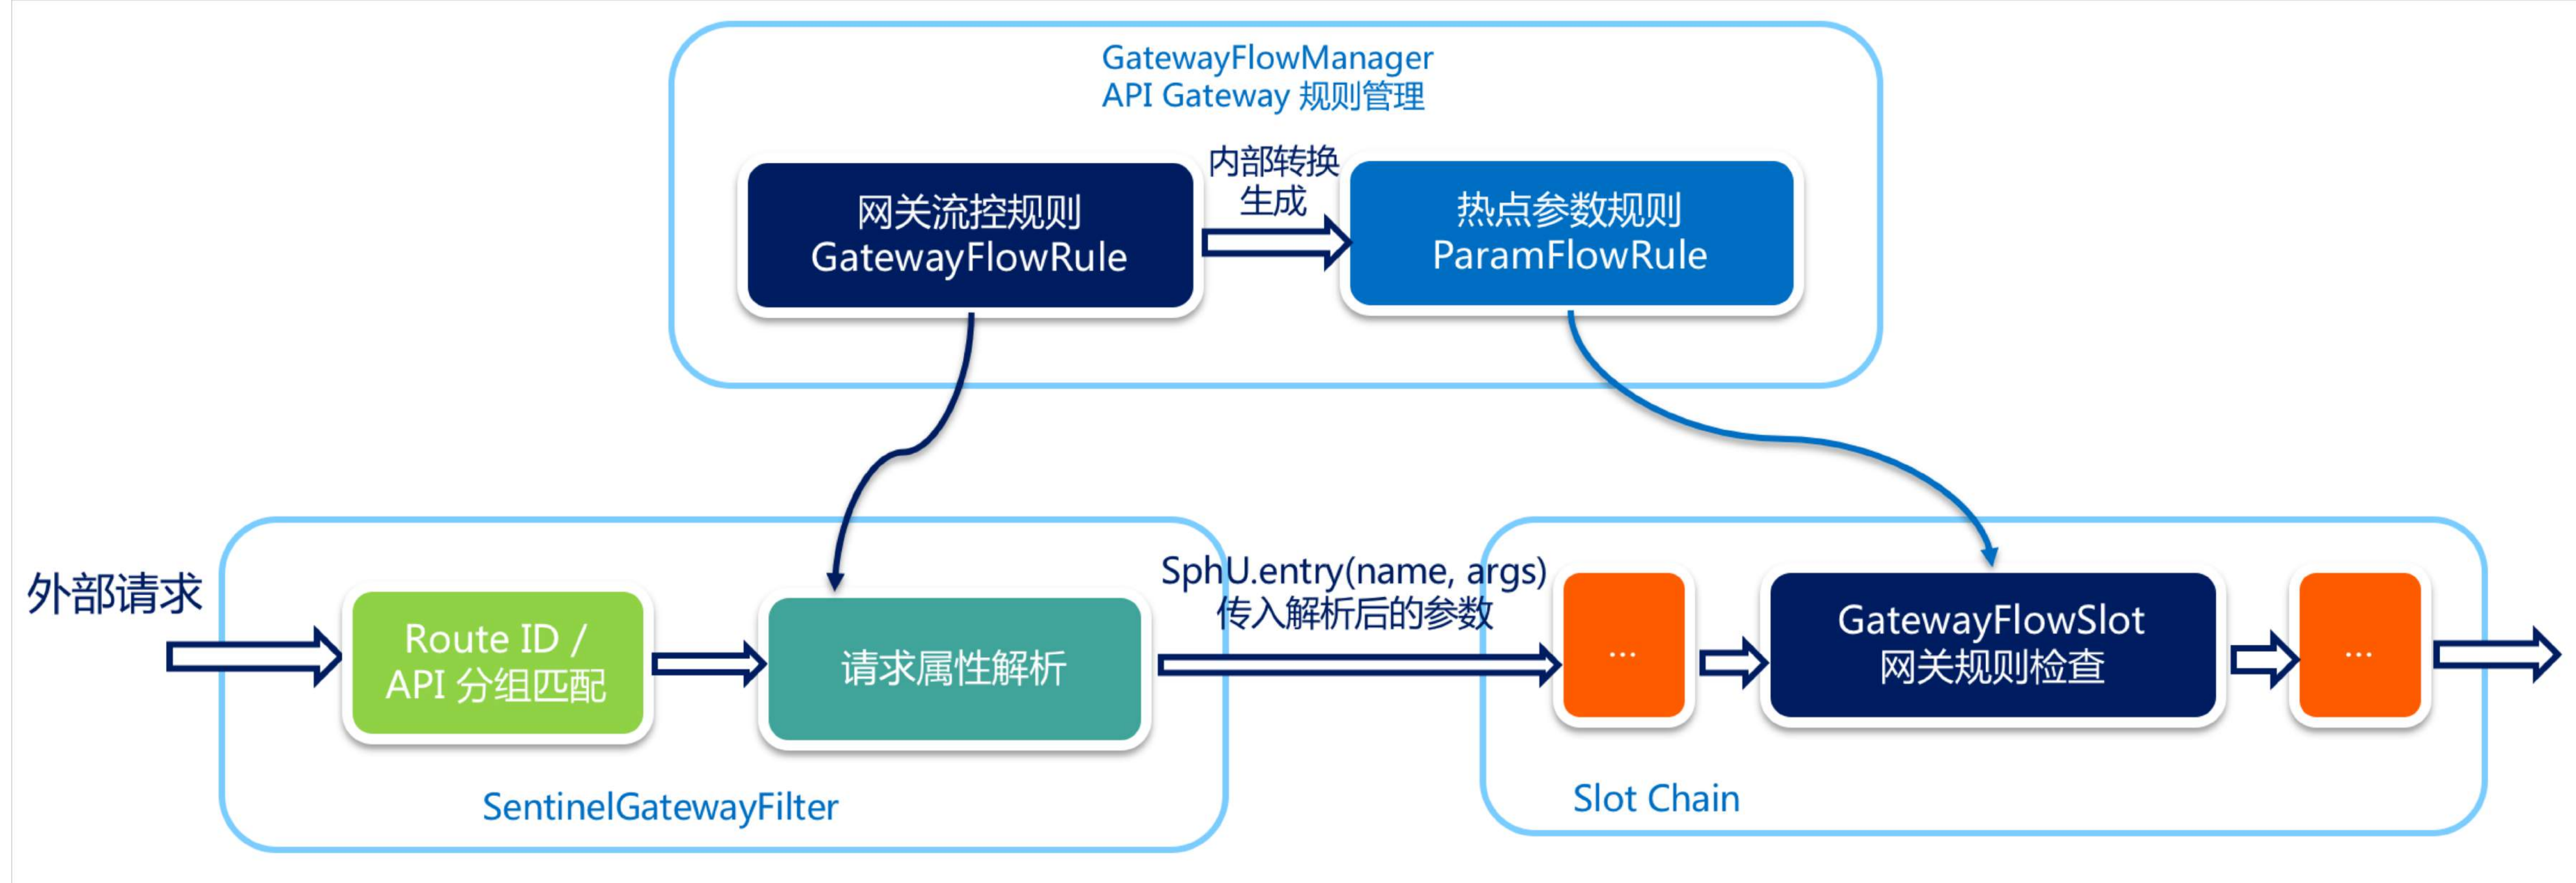 GatewayFlowManager
API Gateway 规则管理
网关流控规则
GatewayFlowRule
内部转换
生成
热点参数规则
ParamFlowRule
外部请求
Route ID /
API 分组匹配
请求属性解析
SentinelGatewayFilter
SphU.entry(name, args)
传入解析后的参数
...
GatewayFlowSlot
网关规则检查
...
Slot Chain